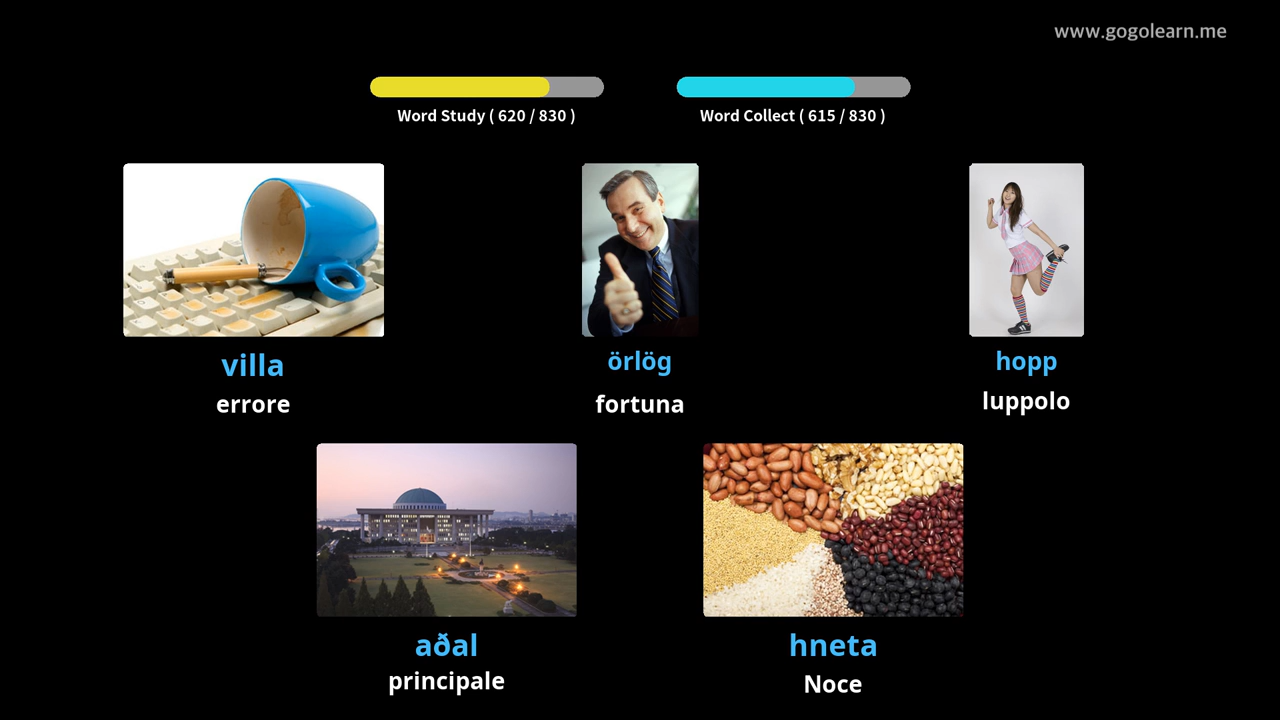 www.gogolearn.me
Word Study ( 620 / 830 )
Word Collect ( 615 / 830 )
villa
errore
örlög
fortuna
hopp
luppolo
aðal
principale
hneta
Noce